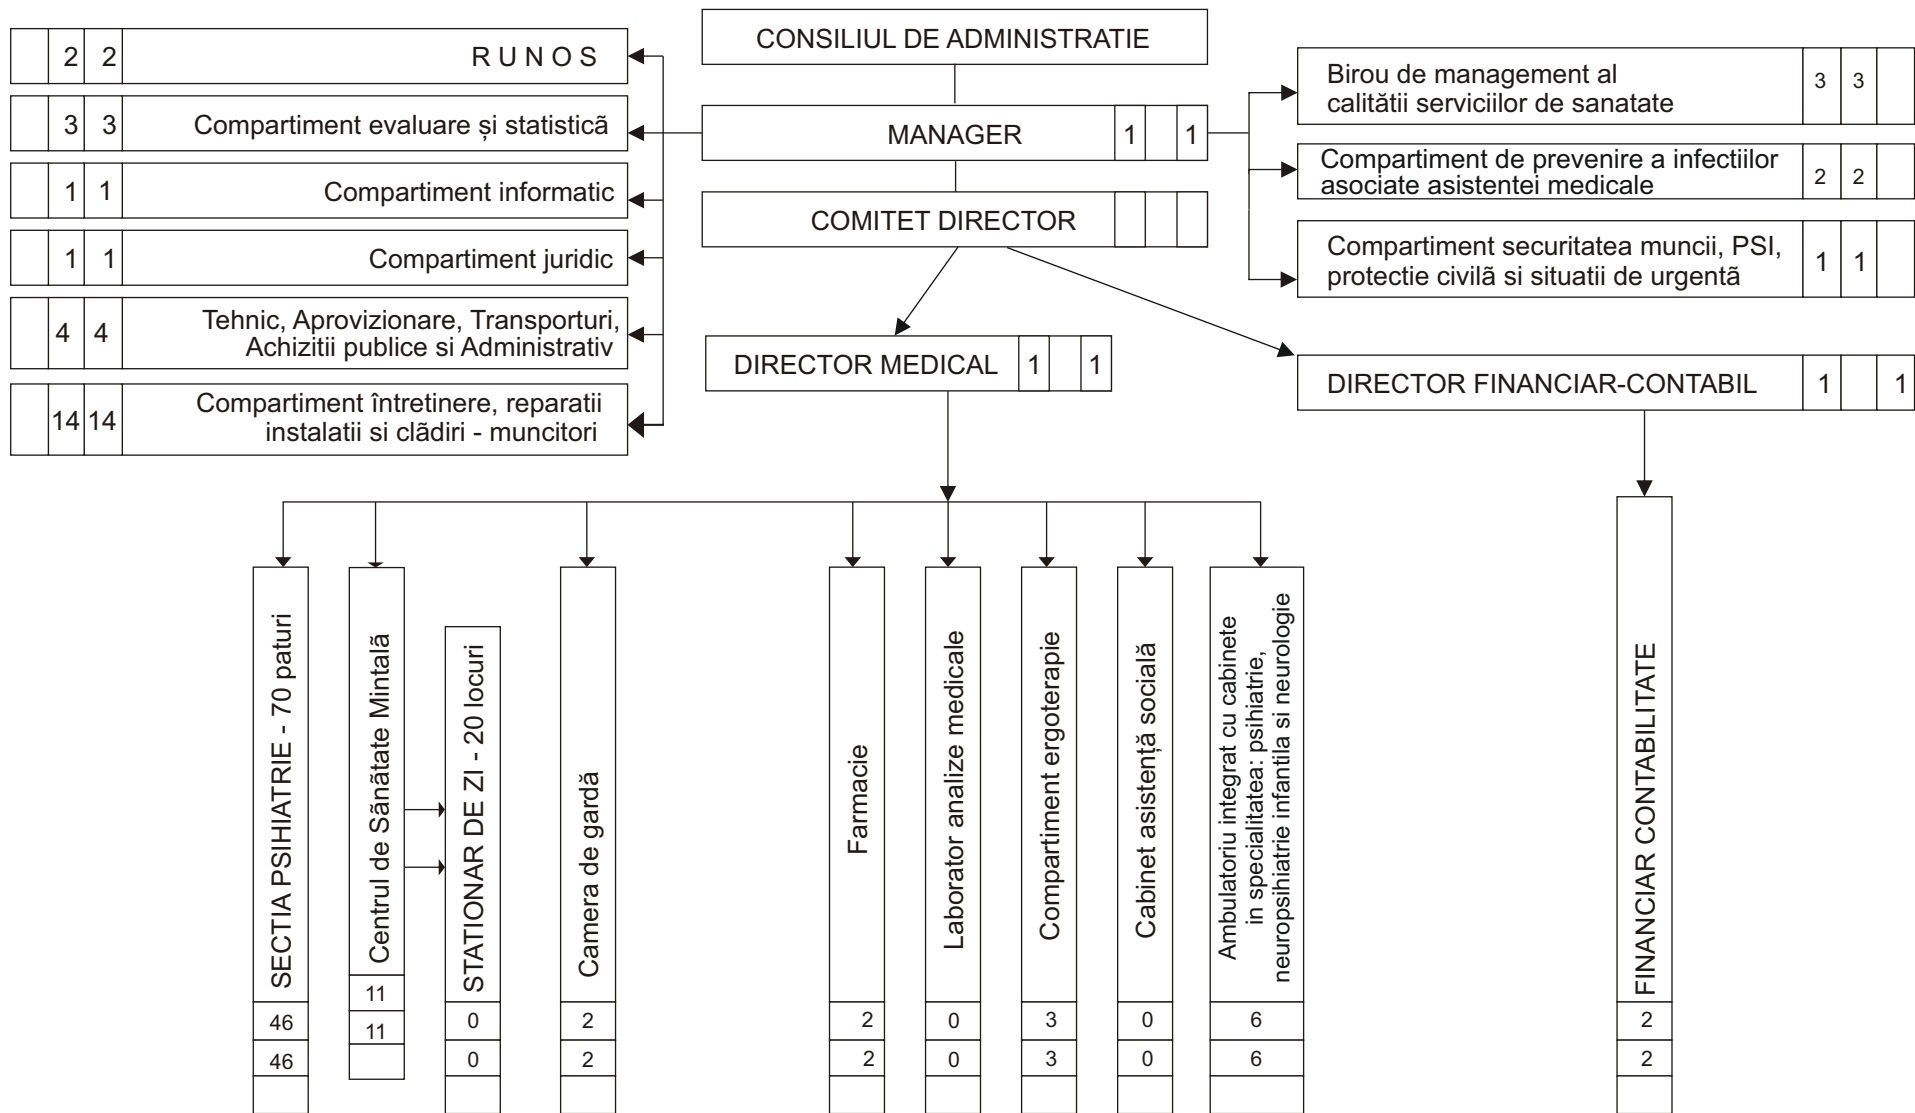 CONSILIUL DE ADMINISTRATIE
2 2 R U N O S
3 3 Compartiment evaluare și statisticã
1 1 Compartiment informatic
1 1 Compartiment juridic
4 4 Tehnic, Aprovizionare, Transporturi,
Achizitii publice si Administrativ
14 14 Compartiment întretinere, reparatii
instalatii si clãdiri - muncitori
MANAGER 1 1
COMITET DIRECTOR
Birou de management al
calitãtii serviciilor de sanatate 3 3
Compartiment de prevenire a infectiilor
asociate asistentei medicale 2 2
Compartiment securitatea muncii, PSI,
protectie civilã si situatii de urgentã 1 1
DIRECTOR MEDICAL 1 1
DIRECTOR FINANCIAR-CONTABIL 1 1
SECTIA PSIHIATRIE - 70 paturi
46
46
Centrul de Sãnãtate Mintalã
11
11
STATIONAR DE ZI - 20 locuri
0
0
Camera de gardă
2
2
Farmacie
2
2
Laborator analize medicale
0
0
Compartiment ergoterapie
3
3
Cabinet asistență socială
0
0
Ambulatoriu integrat cu cabinete
in specialitatea: psihiatrie,
neuropsihiatrie infantila si neurologie
6
6
FINANCIAR CONTABILITATE
2
2